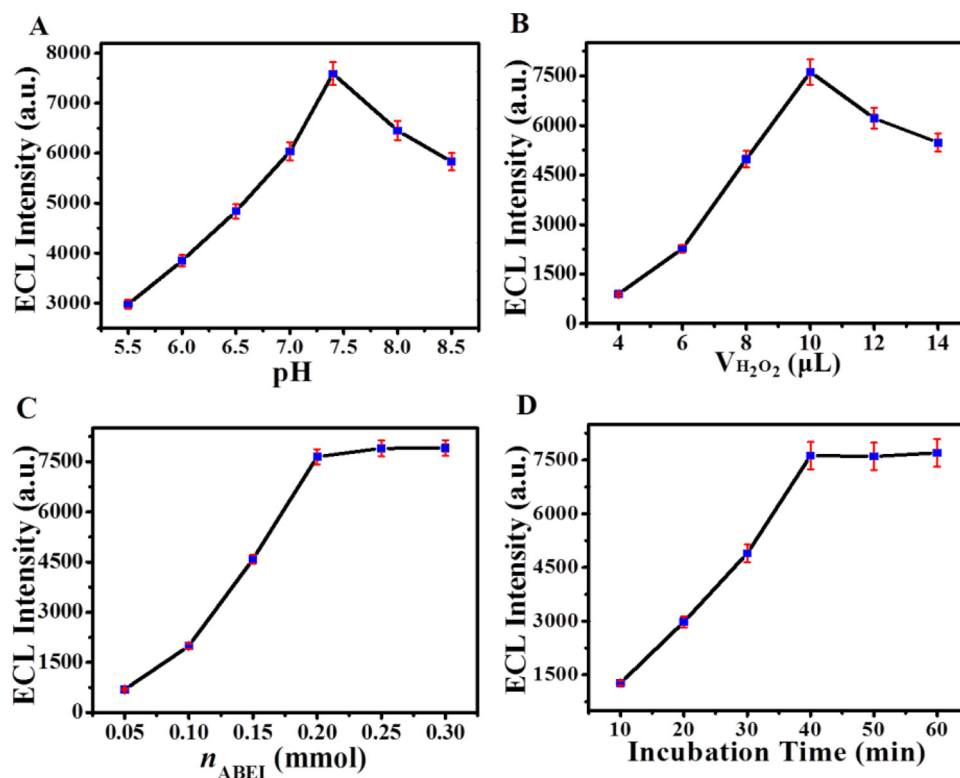 A
ECL Intensity (a.u.)
8000
7000
6000
5000
4000
3000
5.5 6.0 6.5 7.0 7.5 8.0 8.5
pH
B
ECL Intensity (a.u.)
7500
6000
4500
3000
1500
0
4 6 8 10 12 14
VH₂O₂ (μL)
C
ECL Intensity (a.u.)
7500
6000
4500
3000
1500
0
0.05 0.10 0.15 0.20 0.25 0.30
nABEI (mmol)
D
ECL Intensity (a.u.)
7500
6000
4500
3000
1500
10 20 30 40 50 60
Incubation Time (min)